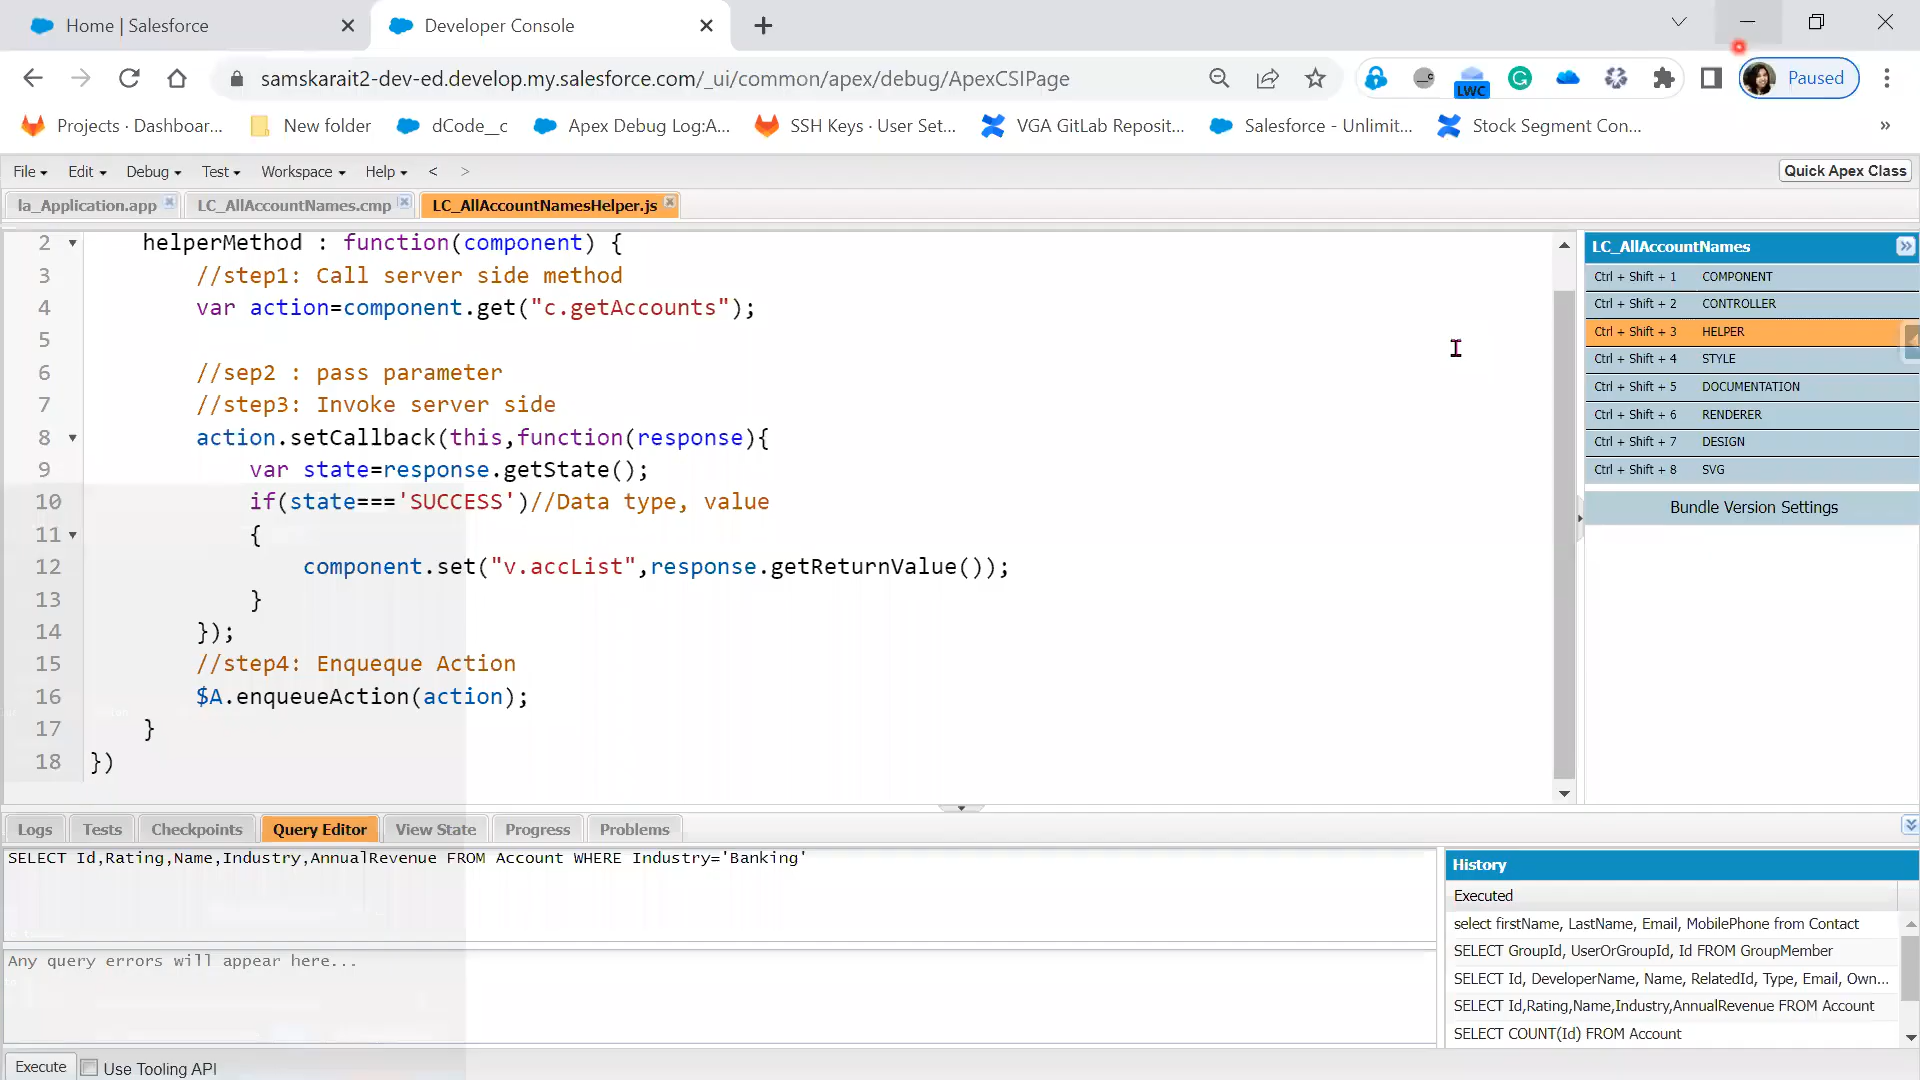 Home | Salesforce
Developer Console
samskarait2-dev-ed.develop.my.salesforce.com/_ui/common/apex/debug/ApexCSIPage
LWC
Paused
Projects · Dashboar...
New folder
dCode__c
Apex Debug Log:A...
SSH Keys · User Set...
VGA GitLab Reposit...
Salesforce - Unlimit...
Stock Segment Con...
File
Edit
Debug
Test
Workspace
Help
<
>
Quick Apex Class
la_Application.app
LC_AllAccountNames.cmp
LC_AllAccountNamesHelper.js
2 helperMethod : function(component) {
3 //step1: Call server side method
4 var action=component.get("c.getAccounts");
5
6 //sep2 : pass parameter
7 //step3: Invoke server side
8 action.setCallback(this,function(response){
9 var state=response.getState();
10 if(state==='SUCCESS')//Data type, value
11 {
12 component.set("v.accList",response.getReturnValue());
13 }
14 });
15 //step4: Enqueque Action
16 $A.enqueueAction(action);
17 }
18 })
LC_AllAccountNames
Ctrl + Shift + 1 COMPONENT
Ctrl + Shift + 2 CONTROLLER
Ctrl + Shift + 3 HELPER
Ctrl + Shift + 4 STYLE
Ctrl + Shift + 5 DOCUMENTATION
Ctrl + Shift + 6 RENDERER
Ctrl + Shift + 7 DESIGN
Ctrl + Shift + 8 SVG
Bundle Version Settings
Logs
Tests
Checkpoints
Query Editor
View State
Progress
Problems
SELECT Id,Rating,Name,Industry,AnnualRevenue FROM Account WHERE Industry='Banking'
Any query errors will appear here...
History
Executed
select firstName, LastName, Email, MobilePhone from Contact
SELECT GroupId, UserOrGroupId, Id FROM GroupMember
SELECT Id, DeveloperName, Name, RelatedId, Type, Email, Own...
SELECT Id,Rating,Name,Industry,AnnualRevenue FROM Account
SELECT COUNT(Id) FROM Account
Execute
Use Tooling API